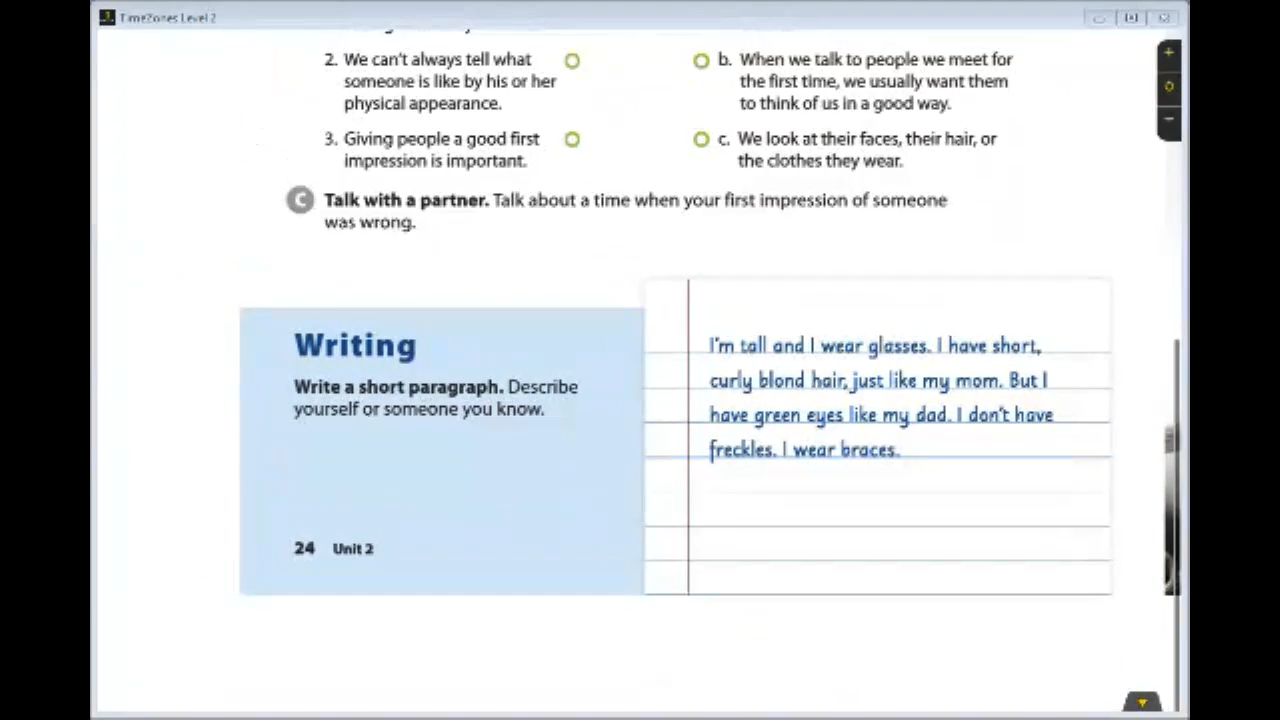 TimeZones Level 2
2. We can't always tell what
someone is like by his or her
physical appearance.
3. Giving people a good first
impression is important.
b. When we talk to people we meet for
the first time, we usually want them
to think of us in a good way.
c. We look at their faces, their hair, or
the clothes they wear.
C Talk with a partner. Talk about a time when your first impression of someone
was wrong.
Writing
Write a short paragraph. Describe
yourself or someone you know.
24 Unit 2
I'm tall and I wear glasses. I have short,
curly blond hair, just like my mom. But I
have green eyes like my dad. I don't have
freckles. I wear braces.